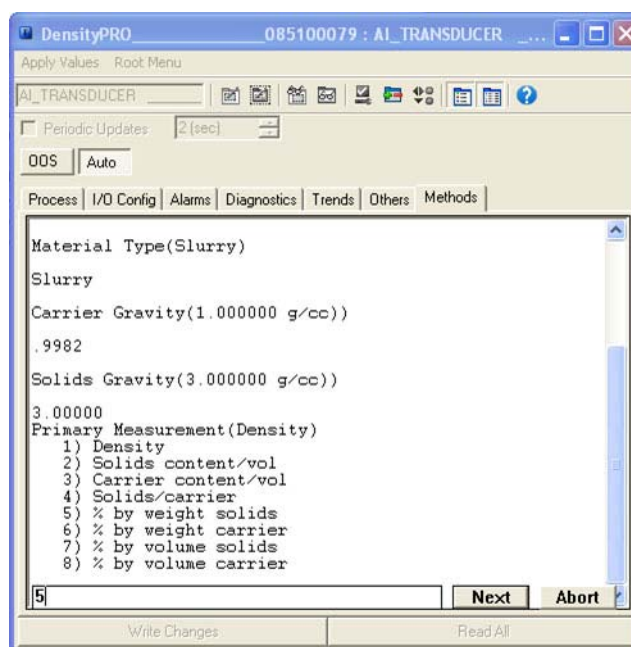 DensityPRO____________085100079 : AI_TRANSDUCER _...
Apply Values Root Menu
AI_TRANSDUCER ______
Periodic Updates 2 (sec)
OOS Auto
Process I/O Config Alarms Diagnostics Trends Others Methods
Material Type(Slurry)
Slurry
Carrier Gravity(1.000000 g/cc))
.9982
Solids Gravity(3.000000 g/cc))
3.00000
Primary Measurement(Density)
1) Density
2) Solids content/vol
3) Carrier content/vol
4) Solids/carrier
5) % by weight solids
6) % by weight carrier
7) % by volume solids
8) % by volume carrier
5 Next Abort
Write Changes Read All